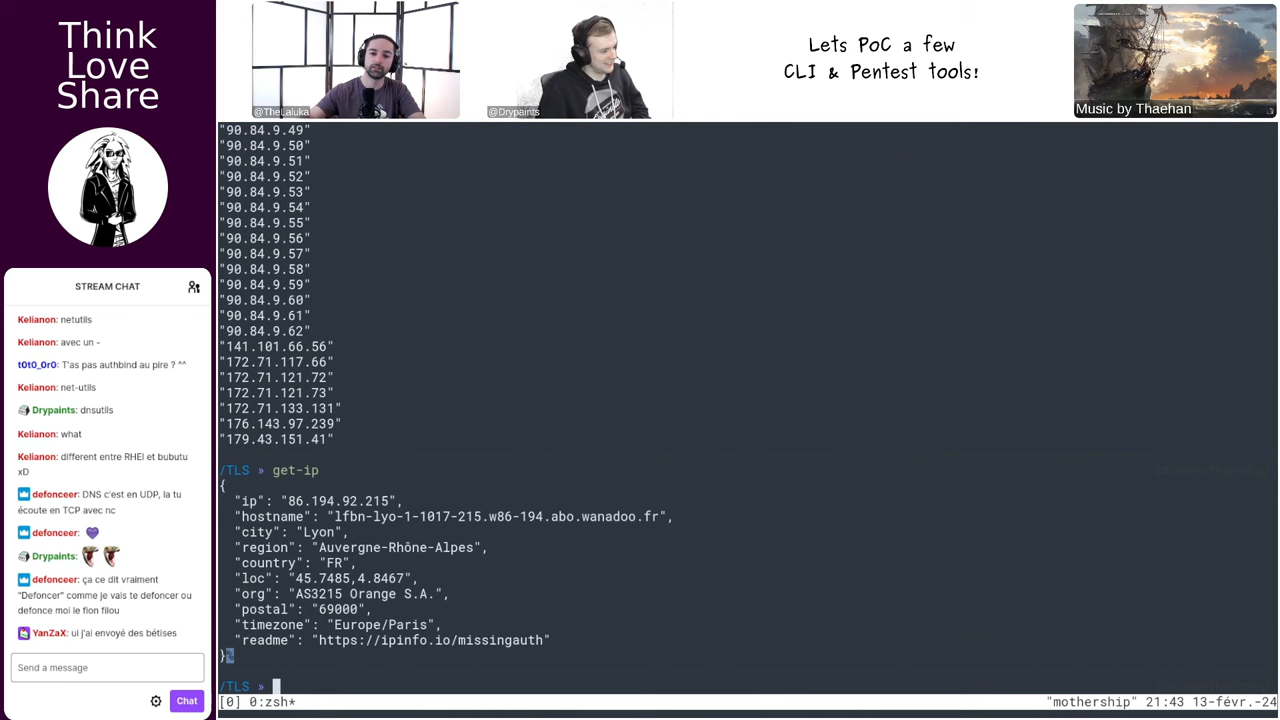 Think
Love
Share
@TheLaluka
@Drypaints
Lets PoC a few
CLI & Pentest tools!
Music by Thaehan
STREAM CHAT
Kelianon: netutils
Kelianon: avec un -
t0t0_0r0: T'as pas authbind au pire ? ^^
Kelianon: net-utils
Drypaints: dnsutils
Kelianon: what
Kelianon: different entre RHEl et bubutu
xD
defonceer: DNS c'est en UDP, la tu
écoute en TCP avec nc
defonceer: 💜
Drypaints:
defonceer: ça ce dit vraiment
"Defoncer" comme je vais te defoncer ou
defonce moi le fion filou
YanZaX: ui j'ai envoyé des bêtises
Send a message
Chat
"90.84.9.49"
"90.84.9.50"
"90.84.9.51"
"90.84.9.52"
"90.84.9.53"
"90.84.9.54"
"90.84.9.55"
"90.84.9.56"
"90.84.9.57"
"90.84.9.58"
"90.84.9.59"
"90.84.9.60"
"90.84.9.61"
"90.84.9.62"
"141.101.66.56"
"172.71.117.66"
"172.71.121.72"
"172.71.121.73"
"172.71.133.131"
"176.143.97.239"
"179.43.151.41"
/TLS » get-ip
{
"ip": "86.194.92.215",
"hostname": "lfbn-lyo-1-1017-215.w86-194.abo.wanadoo.fr",
"city": "Lyon",
"region": "Auvergne-Rhône-Alpes",
"country": "FR",
"loc": "45.7485,4.8467",
"org": "AS3215 Orange S.A.",
"postal": "69000",
"timezone": "Europe/Paris",
"readme": "https://ipinfo.io/missingauth"
}%
/TLS »
[0] 0:zsh* "mothership" 21:43 13-févr.-24